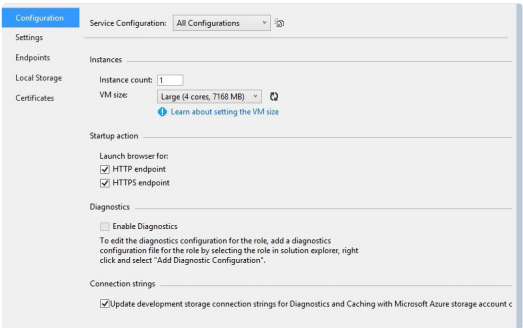 Configuration
Settings
Endpoints
Local Storage
Certificates
Service Configuration: All Configurations
Instances
Instance count: 1
VM size: Large (4 cores, 7168 MB)
Learn about setting the VM size
Startup action
Launch browser for:
HTTP endpoint
HTTPS endpoint
Diagnostics
Enable Diagnostics
To edit the diagnostics configuration for the role, add a diagnostics
configuration file for the role by selecting the role in solution explorer, right
click and select "Add Diagnostic Configuration".
Connection strings
Update development storage connection strings for Diagnostics and Caching with Microsoft Azure storage account c